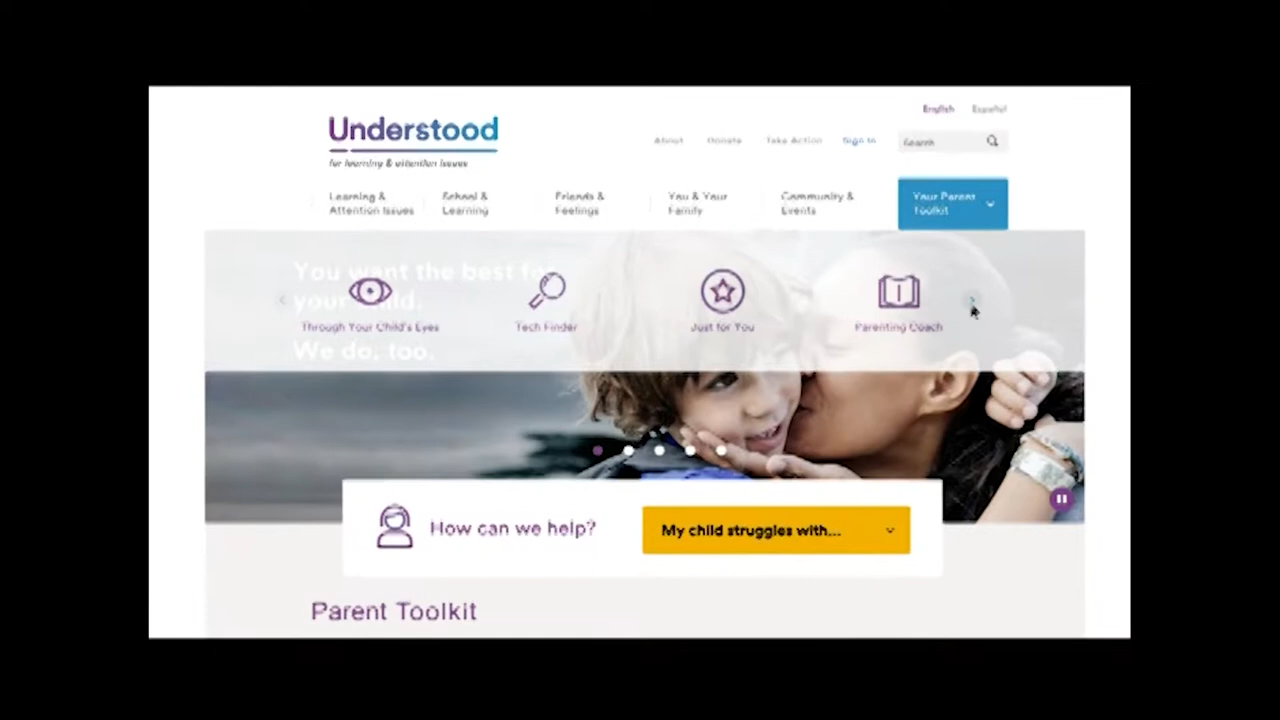 English Español
Understood
for learning & attention issues
About Donate Take Action Sign In Search
Learning & Attention Issues
School & Learning
Friends & Feelings
You & Your Family
Community & Events
Your Parent Toolkit
You want the best for
your child.
We do, too.
Through Your Child's Eyes
Tech Finder
Just for You
Parenting Coach
How can we help?
My child struggles with...
Parent Toolkit